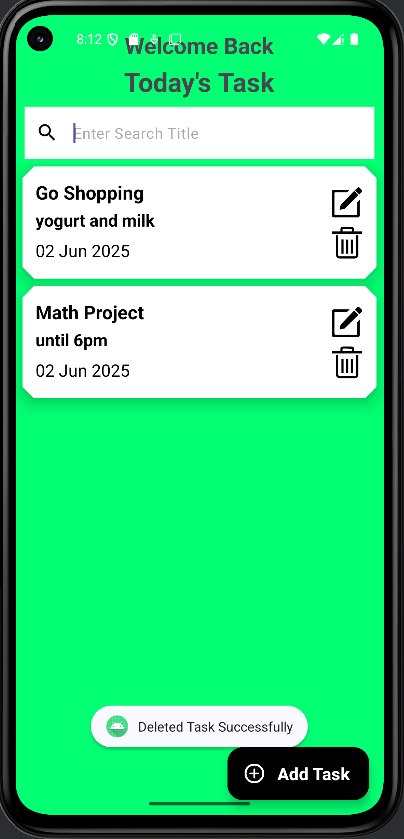 8:12
Welcome Back
Today's Task
Enter Search Title
Go Shopping
yogurt and milk
02 Jun 2025
Math Project
until 6pm
02 Jun 2025
Deleted Task Successfully
Add Task